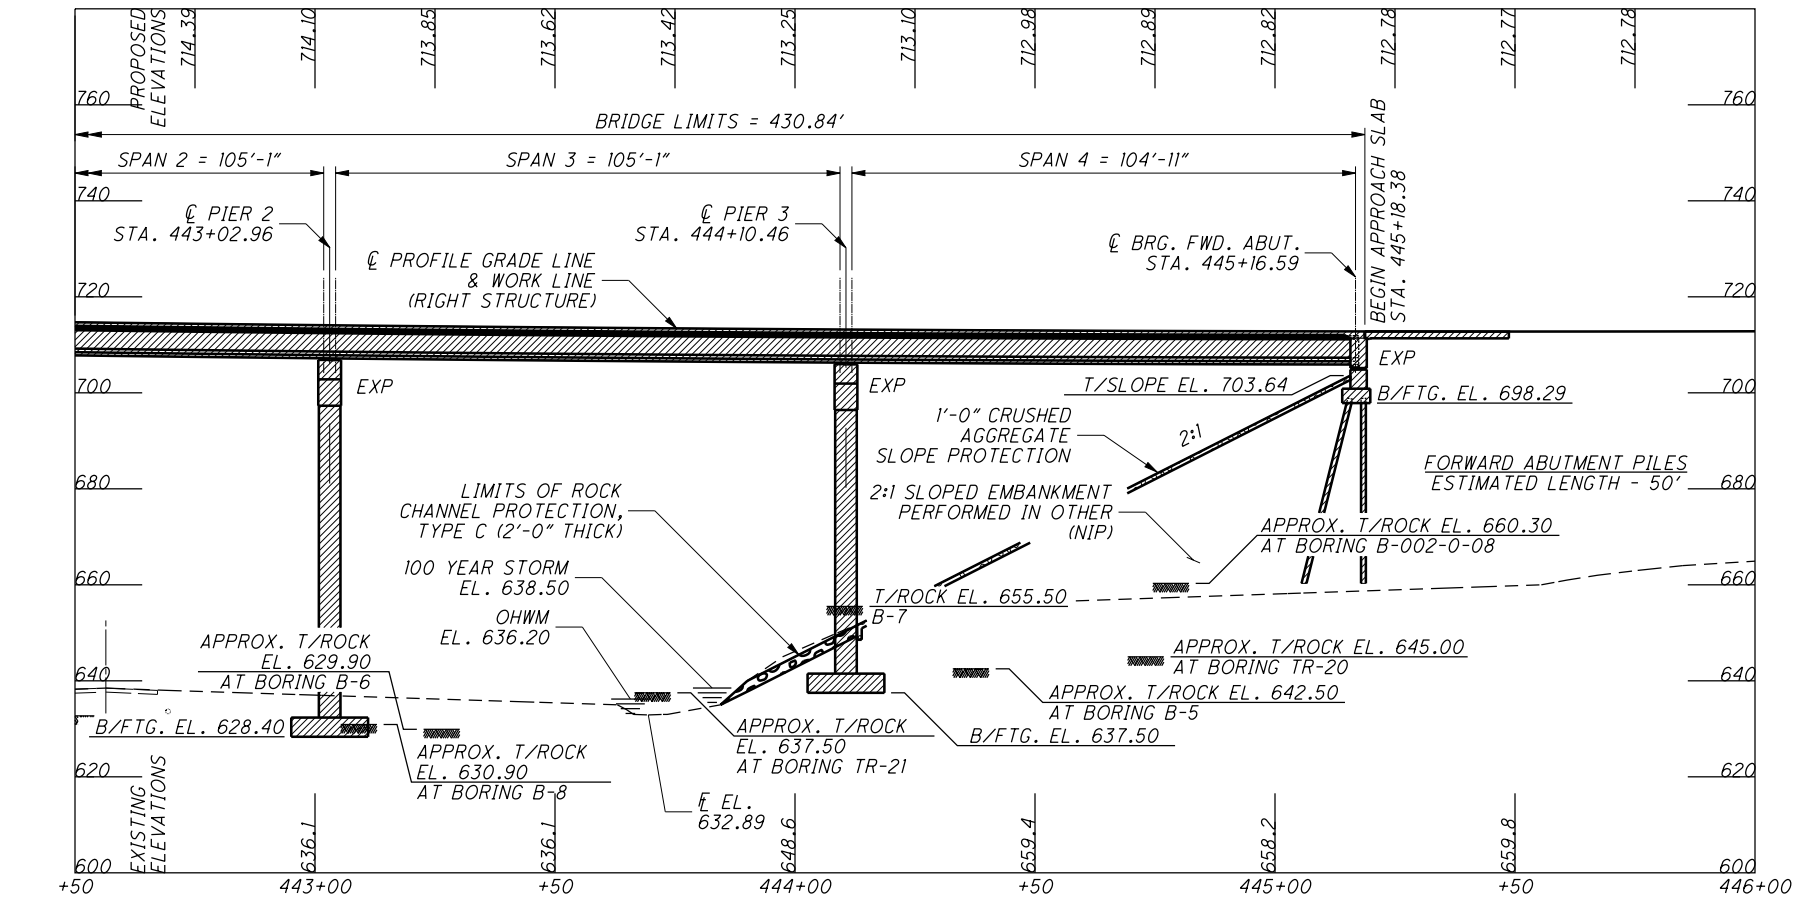 PROPOSED
ELEVATIONS
714.39
714.10
713.85
713.62
713.42
713.25
713.10
712.98
712.89
712.82
712.78
712.77
712.78
760
760
BRIDGE LIMITS = 430.84'
SPAN 2 = 105'-1"
SPAN 3 = 105'-1"
SPAN 4 = 104'-11"
BEGIN APPROACH SLAB
STA. 445+18.38
740
740
℄ PIER 2
STA. 443+02.96
℄ PIER 3
STA. 444+10.46
℄ BRG. FWD. ABUT.
STA. 445+16.59
℄ PROFILE GRADE LINE
& WORK LINE
(RIGHT STRUCTURE)
720
720
EXP
EXP
EXP
700
700
T/SLOPE EL. 703.64
B/FTG. EL. 698.29
1'-0" CRUSHED
AGGREGATE
SLOPE PROTECTION
2:1
FORWARD ABUTMENT PILES
ESTIMATED LENGTH - 50'
680
680
LIMITS OF ROCK
CHANNEL PROTECTION,
TYPE C (2'-0" THICK)
2:1 SLOPED EMBANKMENT
PERFORMED IN OTHER
(NIP)
APPROX. T/ROCK EL. 660.30
AT BORING B-002-0-08
100 YEAR STORM
EL. 638.50
660
660
T/ROCK EL. 655.50
B-7
OHWM
EL. 636.20
APPROX. T/ROCK
EL. 629.90
AT BORING B-6
APPROX. T/ROCK EL. 645.00
AT BORING TR-20
640
640
APPROX. T/ROCK EL. 642.50
AT BORING B-5
B/FTG. EL. 628.40
APPROX. T/ROCK
EL. 637.50
AT BORING TR-21
B/FTG. EL. 637.50
APPROX. T/ROCK
EL. 630.90
AT BORING B-8
620
620
EL.
632.89
EXISTING
ELEVATIONS
636.1
636.1
648.6
659.4
658.2
659.8
600
600
+50
443+00
+50
444+00
+50
445+00
+50
446+00